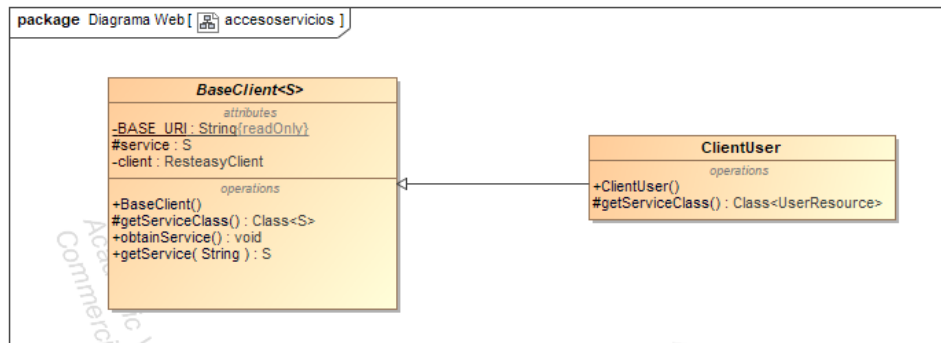 package Diagrama Web [ accesoservicios ]
BaseClient<S>
attributes
-BASE_URI : String{readOnly}
#service : S
-client : ResteasyClient
operations
+BaseClient()
#getServiceClass() : Class<S>
+obtainService() : void
+getService( String ) : S
ClientUser
operations
+ClientUser()
#getServiceClass() : Class<UserResource>